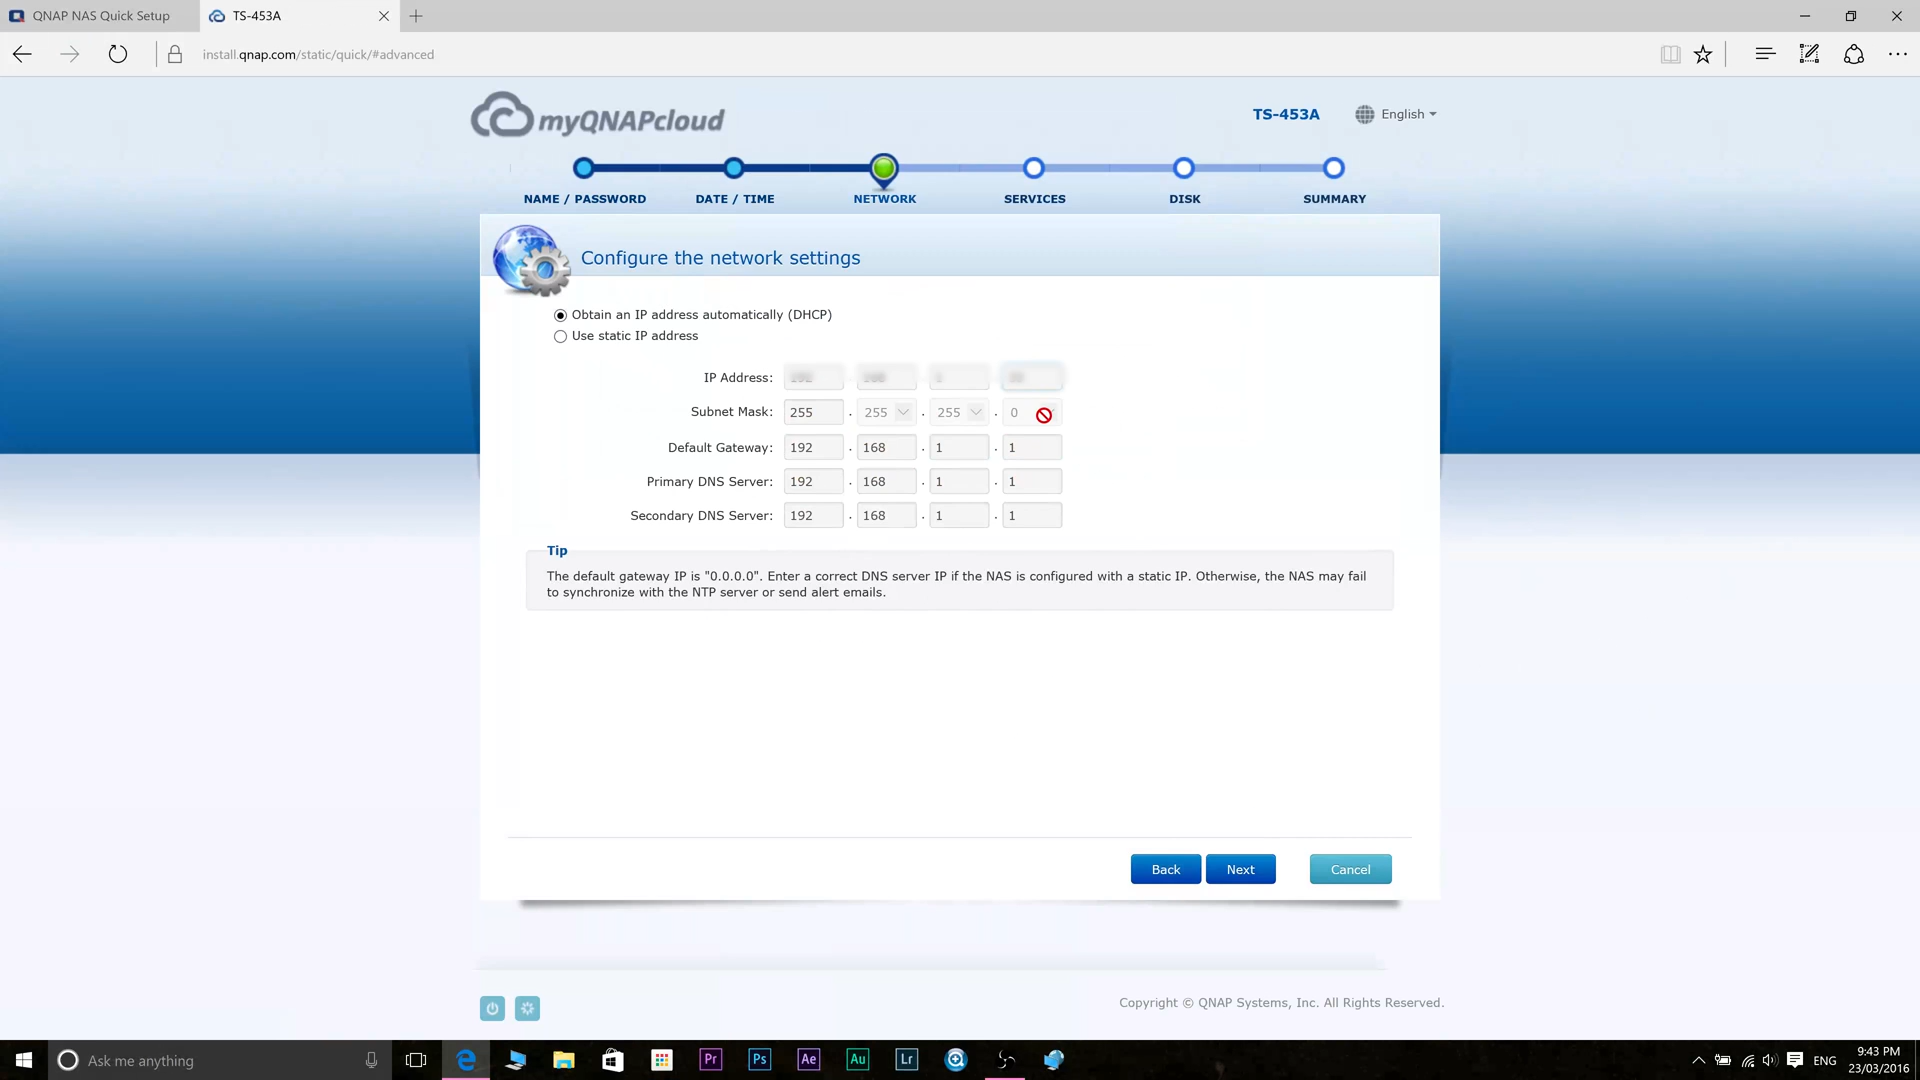 QNAP NAS Quick Setup
TS-453A
install.qnap.com/static/quick/#advanced
myQNAPcloud
TS-453A
English
NAME / PASSWORD
DATE / TIME
NETWORK
SERVICES
DISK
SUMMARY
Configure the network settings
Obtain an IP address automatically (DHCP)
Use static IP address
IP Address:
Subnet Mask: 255 . 255 . 255 . 0
Default Gateway: 192 . 168 . 1 . 1
Primary DNS Server: 192 . 168 . 1 . 1
Secondary DNS Server: 192 . 168 . 1 . 1
Tip
The default gateway IP is "0.0.0.0". Enter a correct DNS server IP if the NAS is configured with a static IP. Otherwise, the NAS may fail
to synchronize with the NTP server or send alert emails.
Back
Next
Cancel
Copyright © QNAP Systems, Inc. All Rights Reserved.
Ask me anything
Pr
Ps
Ae
Au
Lr
ENG
9:43 PM
23/03/2016